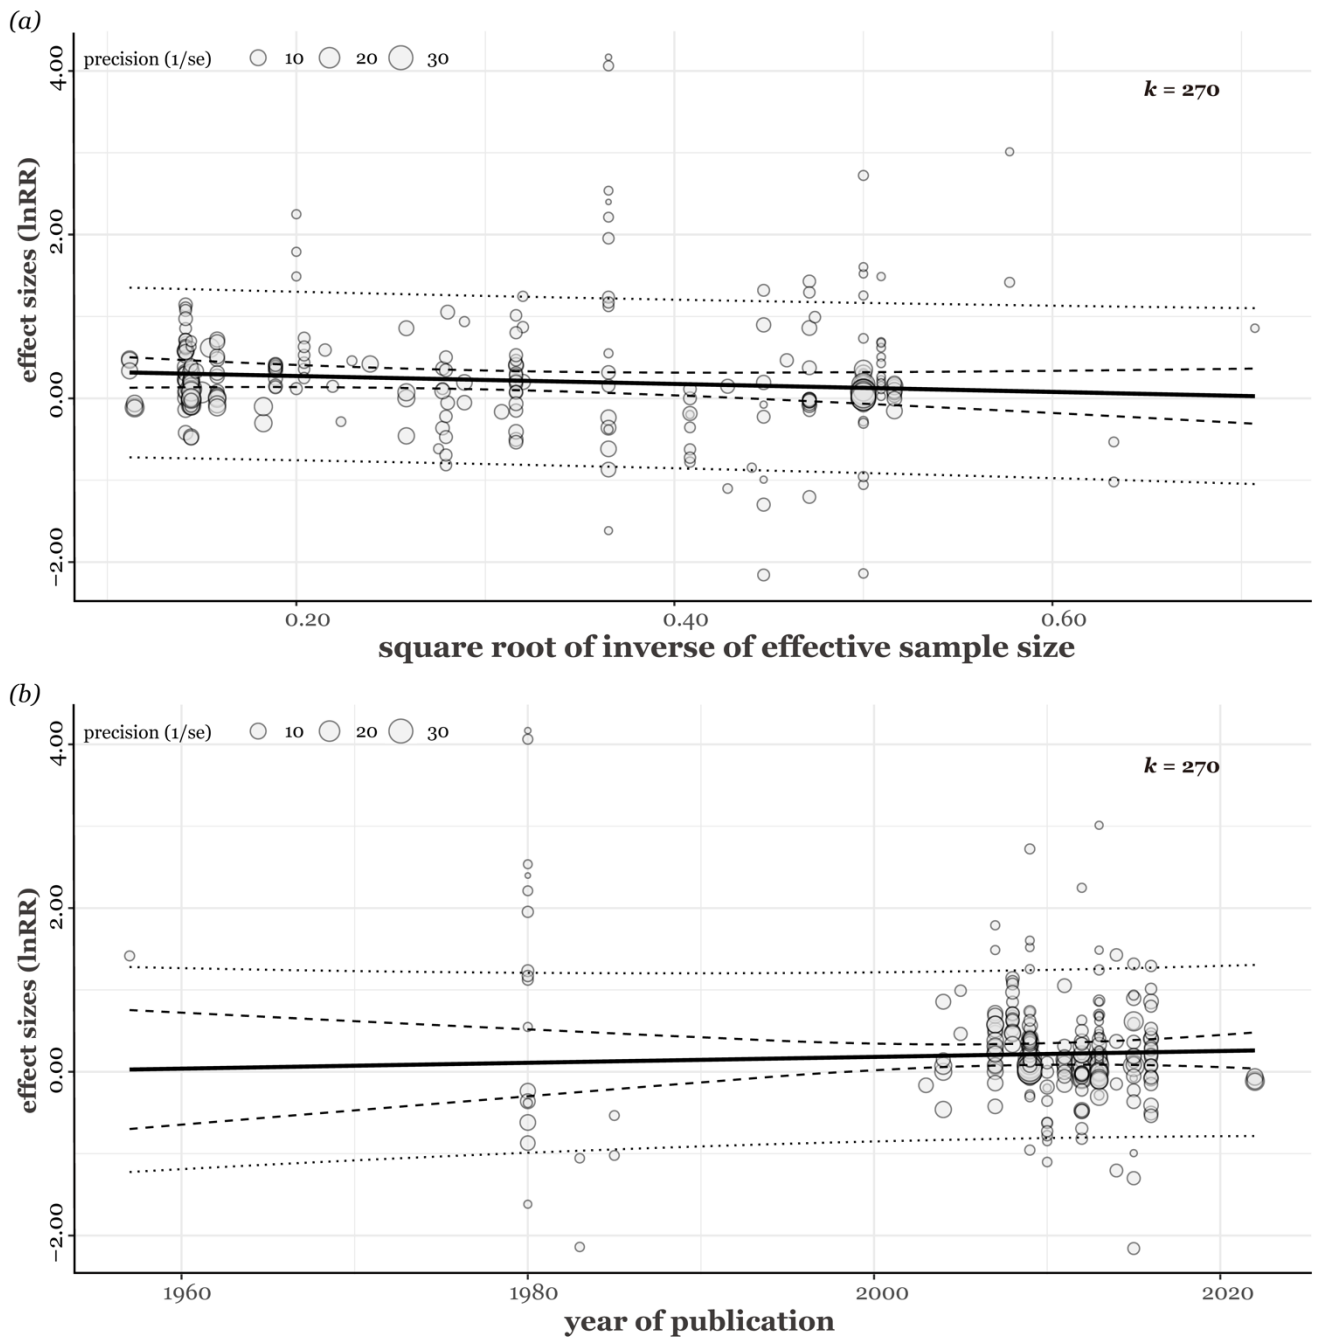 (a)
precision (1/se) 10 20 30
k = 270
4.00
2.00
0.00
−2.00
effect sizes (lnRR)
0.20 0.40 0.60
square root of inverse of effective sample size
(b)
precision (1/se) 10 20 30
k = 270
4.00
2.00
0.00
−2.00
effect sizes (lnRR)
1960 1980 2000 2020
year of publication